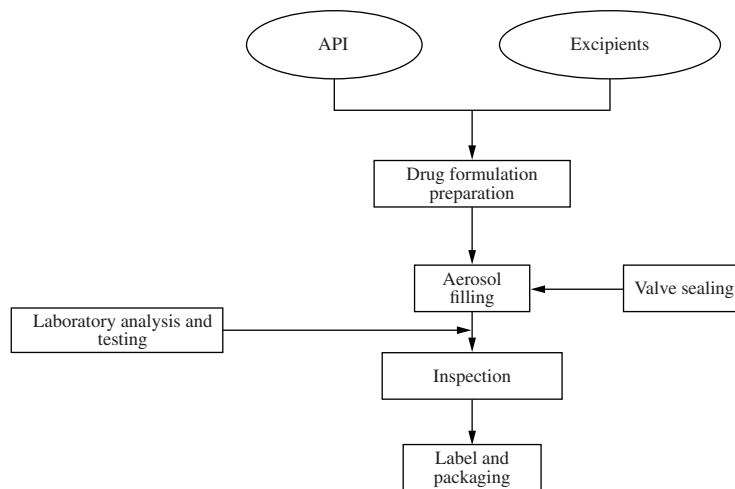 API
Excipients
Drug formulation
preparation
Aerosol
filling
Valve sealing
Laboratory analysis and
testing
Inspection
Label and
packaging